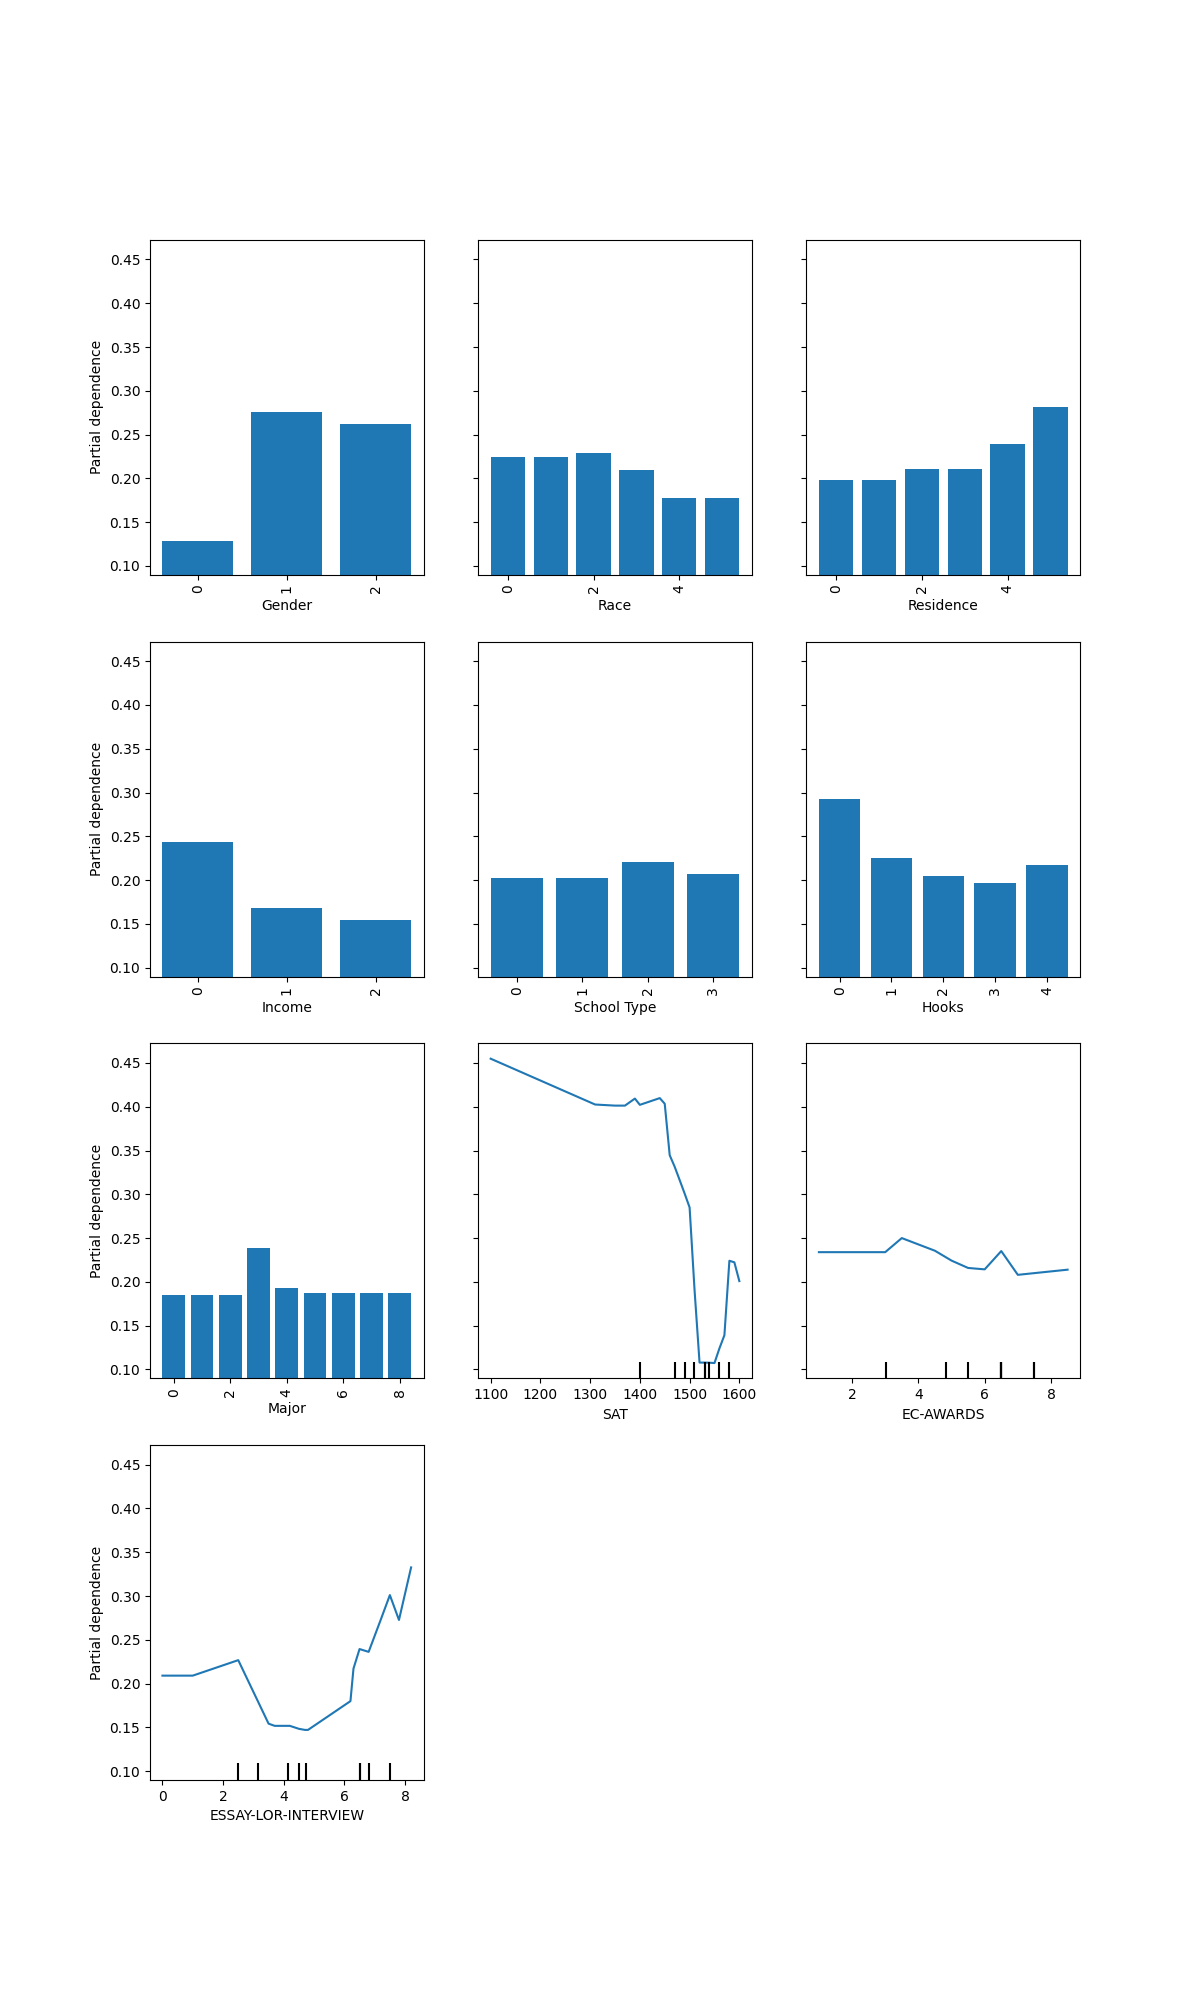 0.45
0.40
0.35
0.30
0.25
0.20
0.15
0.10
Partial dependence
0 1 2
Gender
0 2 4
Race
0 2 4
Residence
0.45
0.40
0.35
0.30
0.25
0.20
0.15
0.10
Partial dependence
0 1 2
Income
0 1 2 3
School Type
0 1 2 3 4
Hooks
0.45
0.40
0.35
0.30
0.25
0.20
0.15
0.10
Partial dependence
0 2 4 6 8
Major
1100 1200 1300 1400 1500 1600
SAT
2 4 6 8
EC-AWARDS
0.45
0.40
0.35
0.30
0.25
0.20
0.15
0.10
Partial dependence
0 2 4 6 8
ESSAY-LOR-INTERVIEW